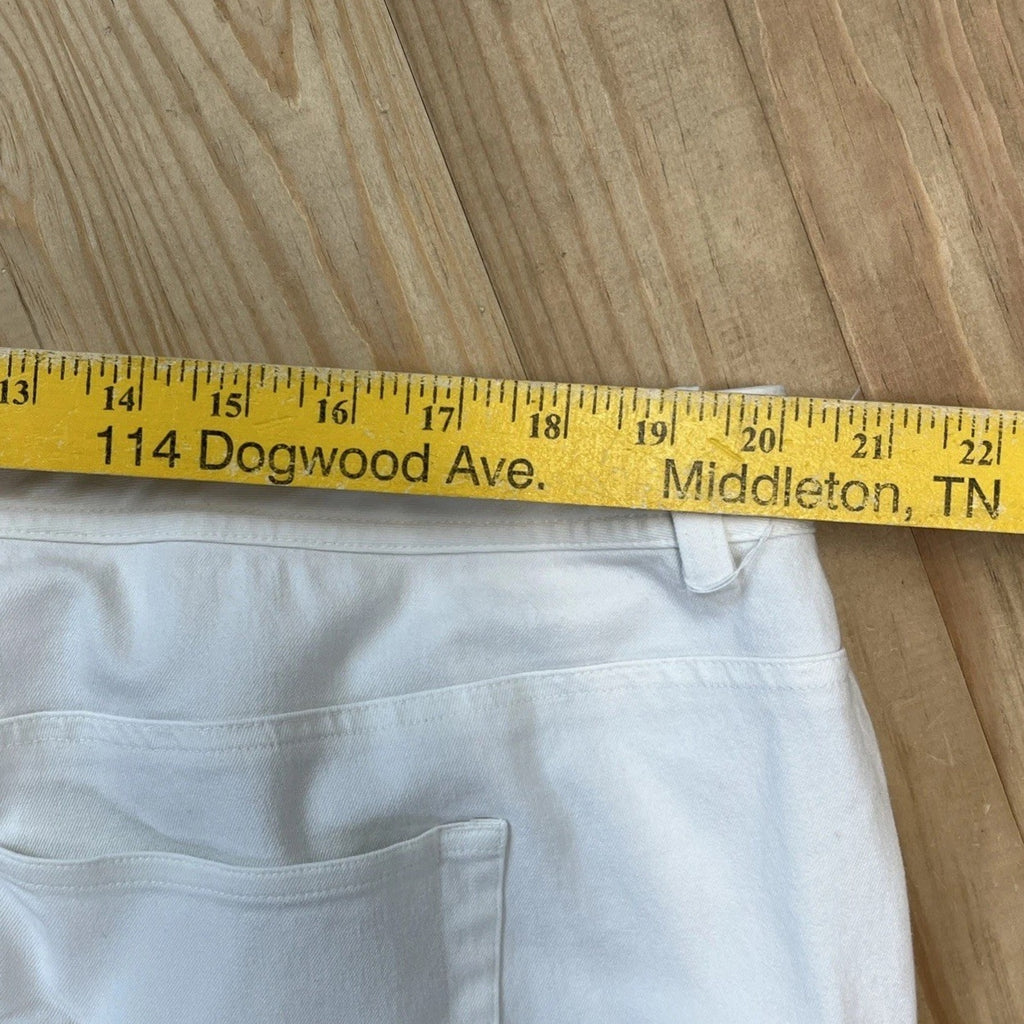 13 14 15 16 17 18 19 20 21 22
114 Dogwood Ave. Middleton, TN